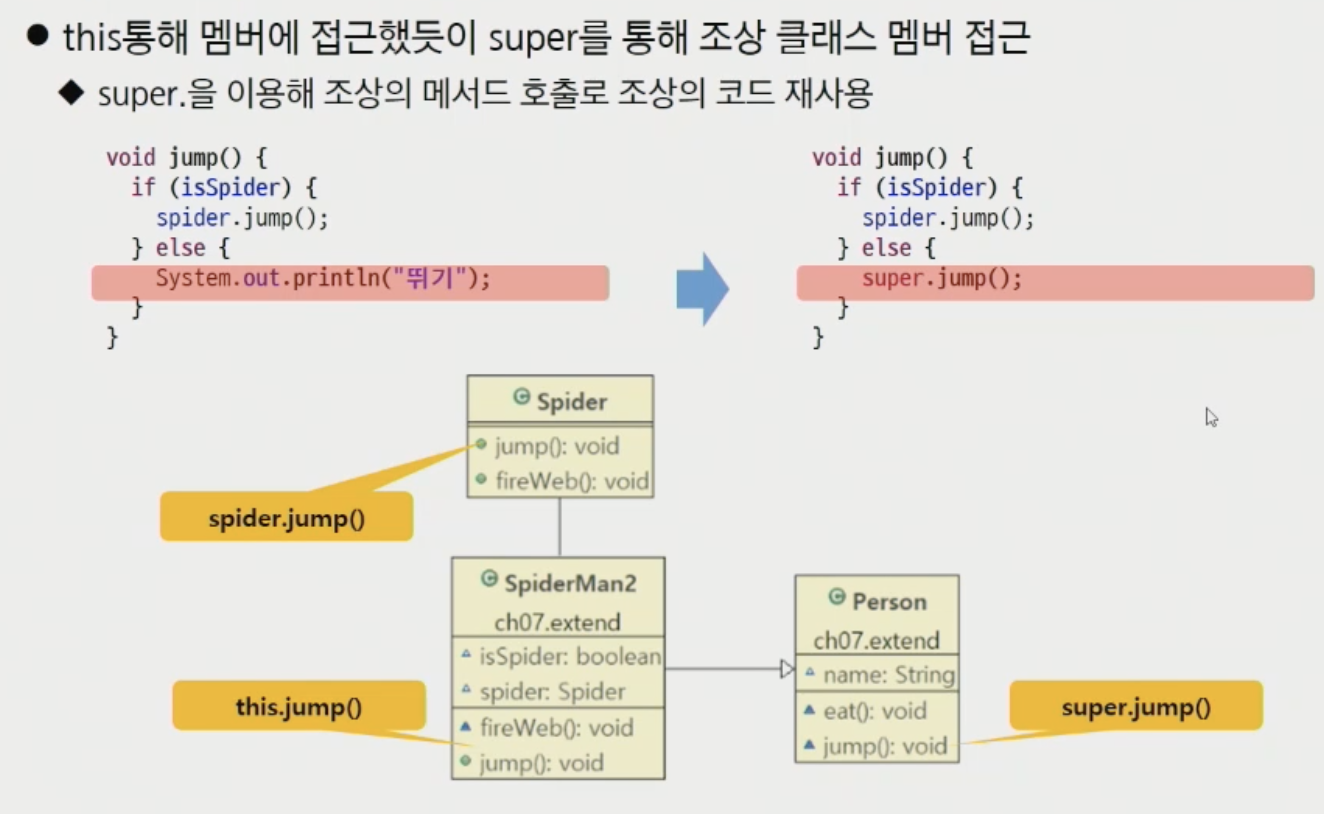 ● this통해 멤버에 접근했듯이 super를 통해 조상 클래스 멤버 접근
◆ super.을 이용해 조상의 메서드 호출로 조상의 코드 재사용
void jump() {
if (isSpider) {
spider.jump();
} else {
System.out.println("뛰기");
}
}
void jump() {
if (isSpider) {
spider.jump();
} else {
super.jump();
}
}
Spider
jump(): void
fireWeb(): void
spider.jump()
SpiderMan2
ch07.extend
isSpider: boolean
spider: Spider
fireWeb(): void
jump(): void
this.jump()
Person
ch07.extend
name: String
eat(): void
jump(): void
super.jump()